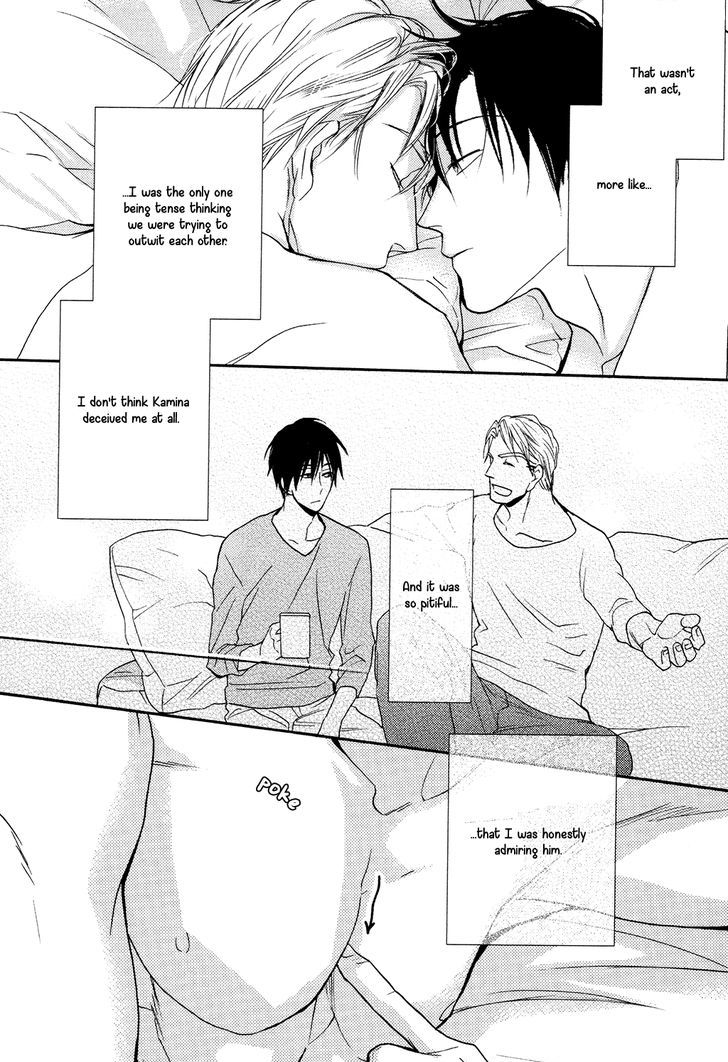 That wasn't
an act,
more like...
...I was the only one
being tense thinking
we were trying to
outwit each other.
I don't think Kamina
deceived me at all.
And it was
so pitiful...
...that I was honestly
admiring him.
poke